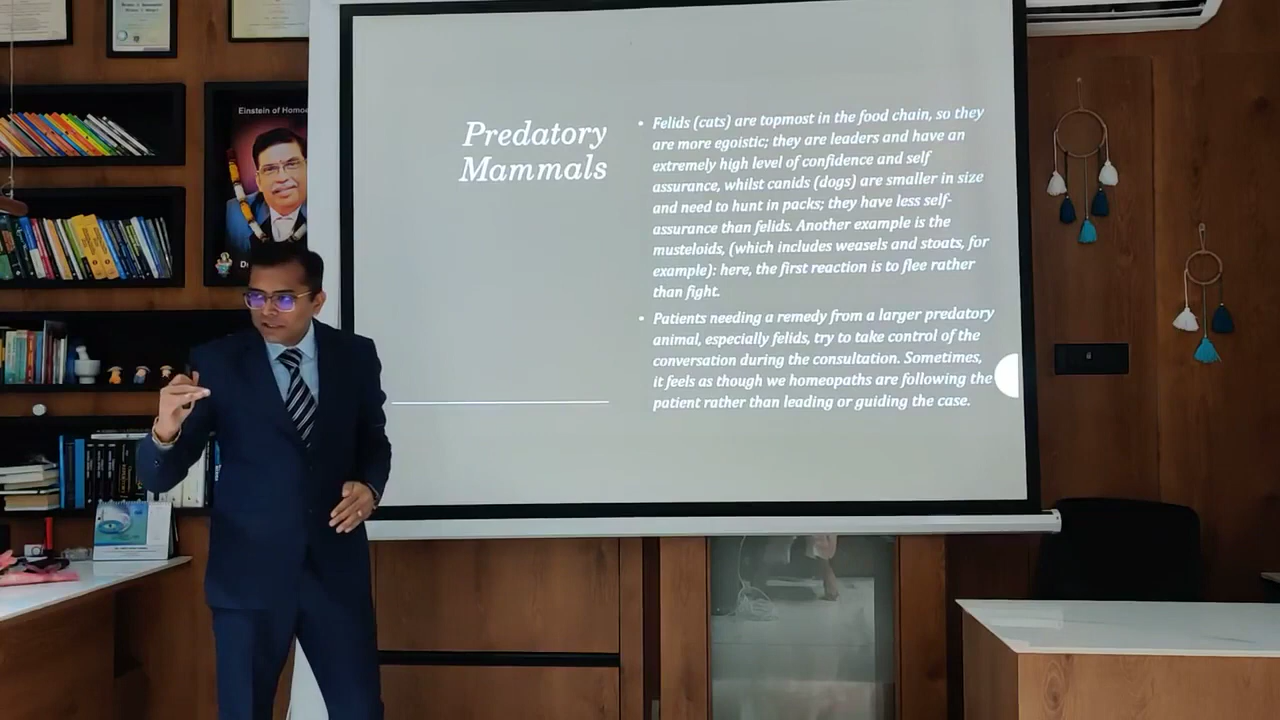 Einstein of Homoe
Predatory
Mammals
• Felids (cats) are topmost in the food chain, so they
are more egoistic; they are leaders and have an
extremely high level of confidence and self
assurance, whilst canids (dogs) are smaller in size
and need to hunt in packs; they have less self-
assurance than felids. Another example is the
musteloids, (which includes weasels and stoats, for
example): here, the first reaction is to flee rather
than fight.
• Patients needing a remedy from a larger predatory
animal, especially felids, try to take control of the
conversation during the consultation. Sometimes,
it feels as though we homeopaths are following the
patient rather than leading or guiding the case.